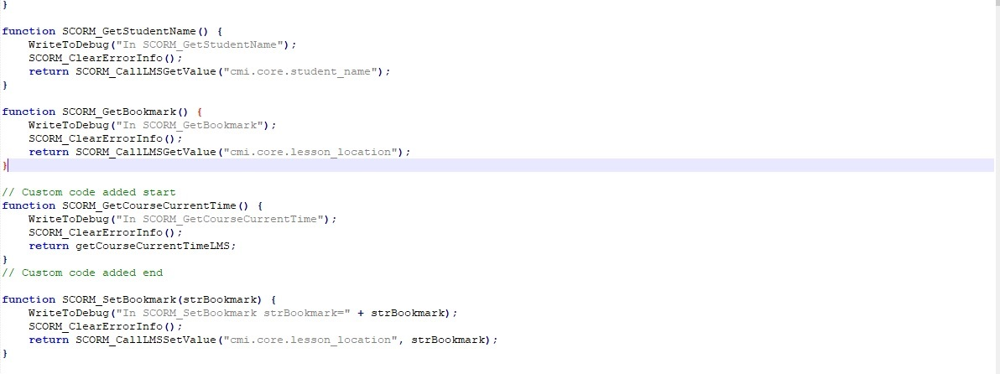 }
function SCORM_GetStudentName() {
    WriteToDebug("In SCORM_GetStudentName");
    SCORM_ClearErrorInfo();
    return SCORM_CallLMSGetValue("cmi.core.student_name");
}
function SCORM_GetBookmark() {
    WriteToDebug("In SCORM_GetBookmark");
    SCORM_ClearErrorInfo();
    return SCORM_CallLMSGetValue("cmi.core.lesson_location");
}
// Custom code added start
function SCORM_GetCourseCurrentTime() {
    WriteToDebug("In SCORM_GetCourseCurrentTime");
    SCORM_ClearErrorInfo();
    return getCourseCurrentTimeLMS;
}
// Custom code added end
function SCORM_SetBookmark(strBookmark) {
    WriteToDebug("In SCORM_SetBookmark strBookmark=" + strBookmark);
    SCORM_ClearErrorInfo();
    return SCORM_CallLMSSetValue("cmi.core.lesson_location", strBookmark);
}